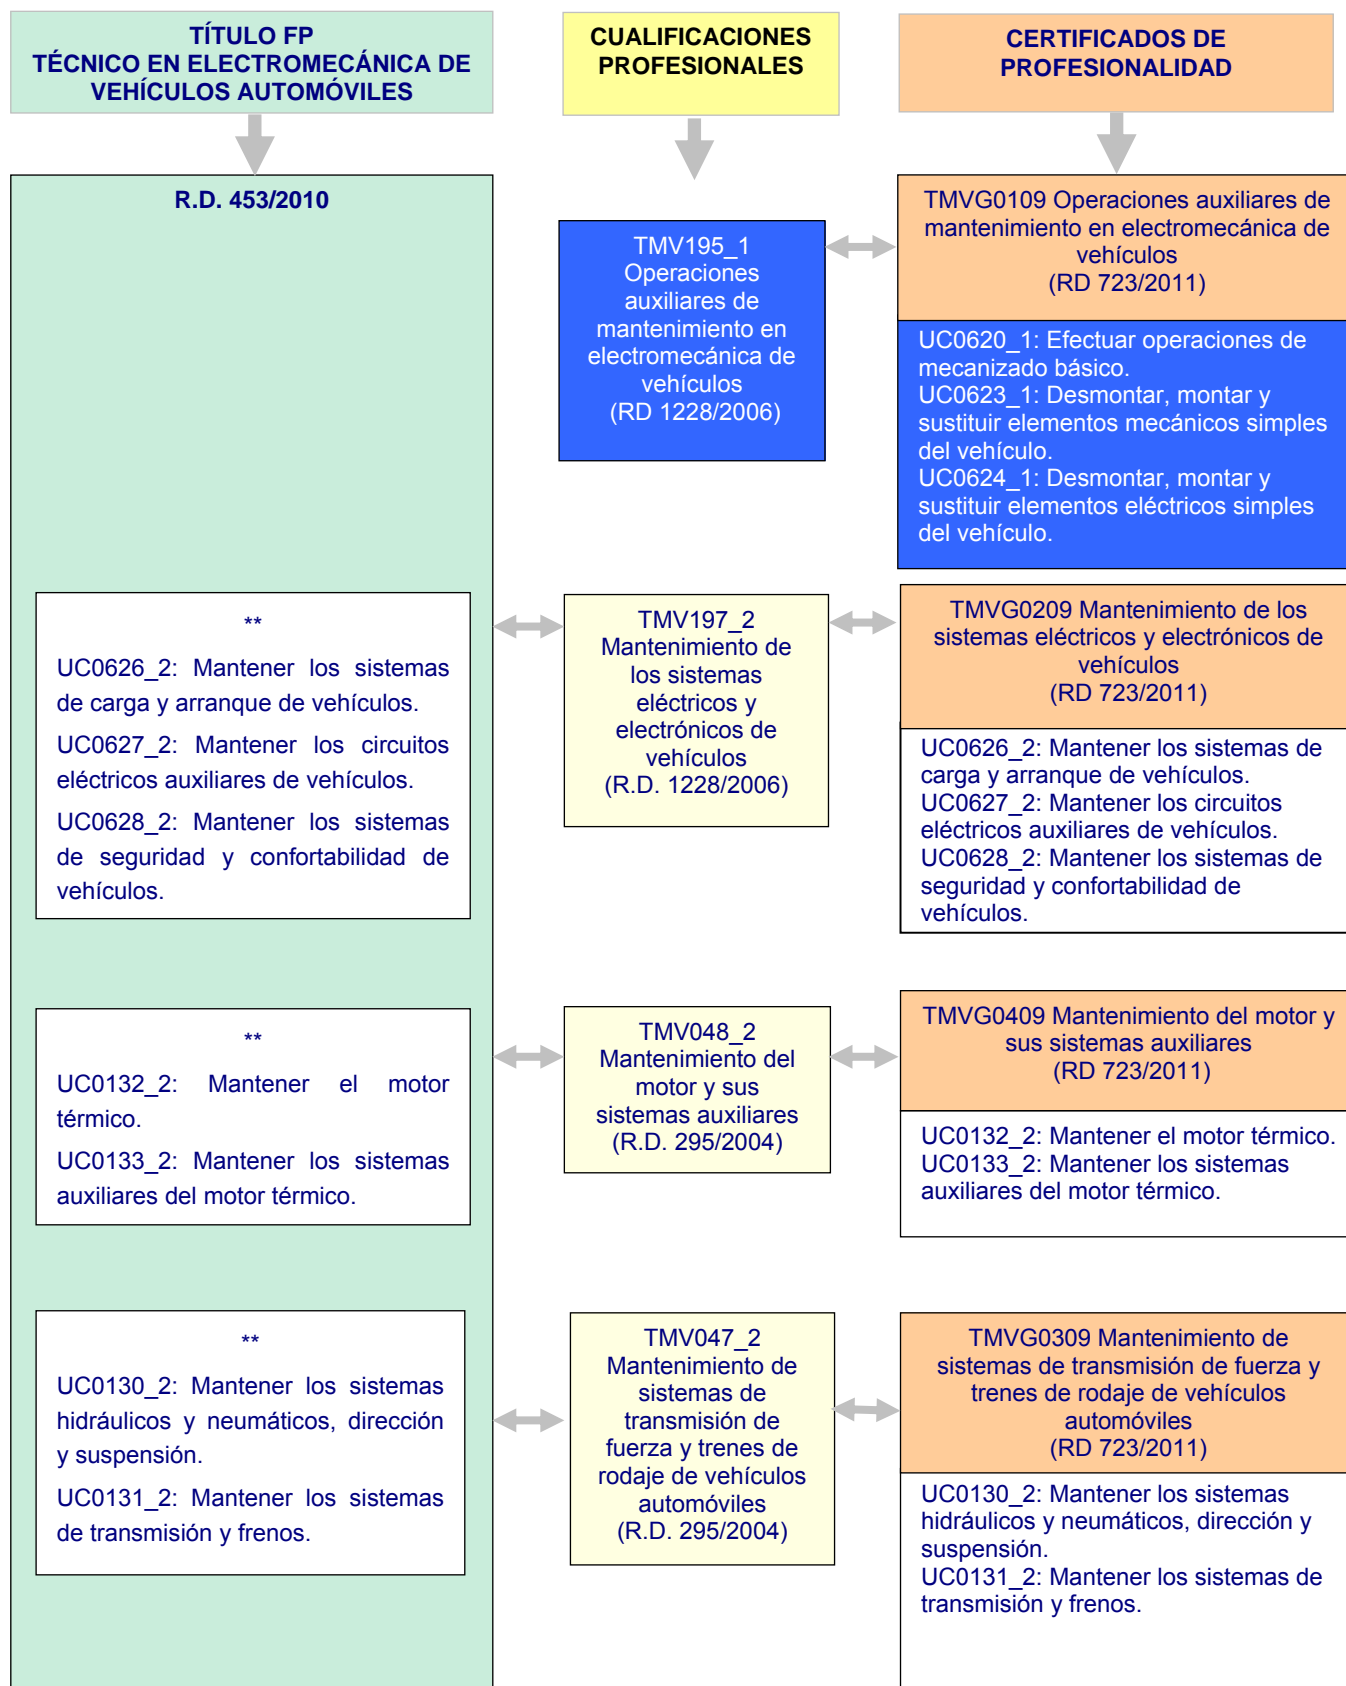 TÍTULO FP
TÉCNICO EN ELECTROMECÁNICA DE
VEHÍCULOS AUTOMÓVILES
CUALIFICACIONES
PROFESIONALES
CERTIFICADOS DE
PROFESIONALIDAD
R.D. 453/2010
TMV195_1
Operaciones
auxiliares de
mantenimiento en
electromecánica de
vehículos
(RD 1228/2006)
TMVG0109 Operaciones auxiliares de
mantenimiento en electromecánica de
vehículos
(RD 723/2011)
UC0620_1: Efectuar operaciones de
mecanizado básico.
UC0623_1: Desmontar, montar y
sustituir elementos mecánicos simples
del vehículo.
UC0624_1: Desmontar, montar y
sustituir elementos eléctricos simples
del vehículo.
**
UC0626_2: Mantener los sistemas
de carga y arranque de vehículos.
UC0627_2: Mantener los circuitos
eléctricos auxiliares de vehículos.
UC0628_2: Mantener los sistemas
de seguridad y confortabilidad de
vehículos.
TMV197_2
Mantenimiento de
los sistemas
eléctricos y
electrónicos de
vehículos
(R.D. 1228/2006)
TMVG0209 Mantenimiento de los
sistemas eléctricos y electrónicos de
vehículos
(RD 723/2011)
UC0626_2: Mantener los sistemas de
carga y arranque de vehículos.
UC0627_2: Mantener los circuitos
eléctricos auxiliares de vehículos.
UC0628_2: Mantener los sistemas de
seguridad y confortabilidad de
vehículos.
**
UC0132_2: Mantener el motor
térmico.
UC0133_2: Mantener los sistemas
auxiliares del motor térmico.
TMV048_2
Mantenimiento del
motor y sus
sistemas auxiliares
(R.D. 295/2004)
TMVG0409 Mantenimiento del motor y
sus sistemas auxiliares
(RD 723/2011)
UC0132_2: Mantener el motor térmico.
UC0133_2: Mantener los sistemas
auxiliares del motor térmico.
**
UC0130_2: Mantener los sistemas
hidráulicos y neumáticos, dirección
y suspensión.
UC0131_2: Mantener los sistemas
de transmisión y frenos.
TMV047_2
Mantenimiento de
sistemas de
transmisión de
fuerza y trenes de
rodaje de vehículos
automóviles
(R.D. 295/2004)
TMVG0309 Mantenimiento de
sistemas de transmisión de fuerza y
trenes de rodaje de vehículos
automóviles
(RD 723/2011)
UC0130_2: Mantener los sistemas
hidráulicos y neumáticos, dirección y
suspensión.
UC0131_2: Mantener los sistemas de
transmisión y frenos.